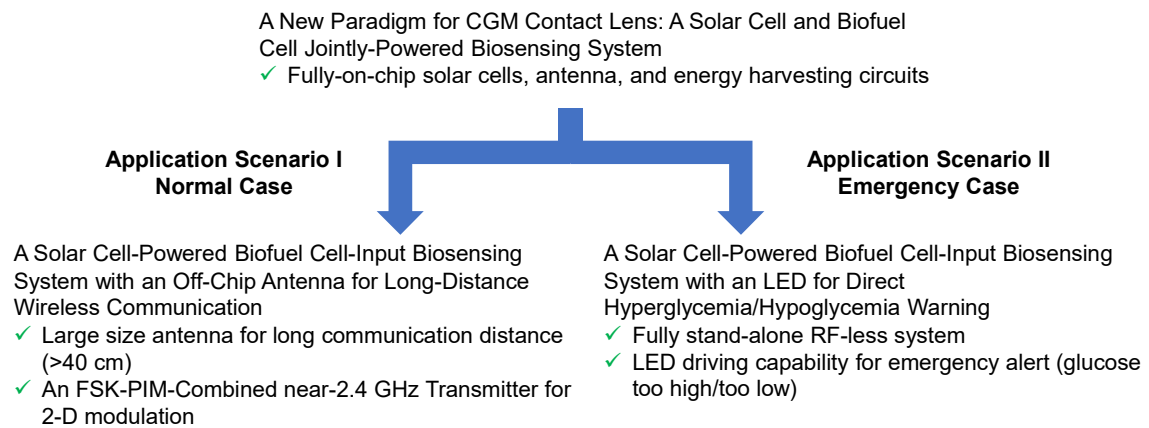 A New Paradigm for CGM Contact Lens: A Solar Cell and Biofuel
Cell Jointly-Powered Biosensing System
✓ Fully-on-chip solar cells, antenna, and energy harvesting circuits
Application Scenario I
Normal Case
Application Scenario II
Emergency Case
A Solar Cell-Powered Biofuel Cell-Input Biosensing
System with an Off-Chip Antenna for Long-Distance
Wireless Communication
✓ Large size antenna for long communication distance
(>40 cm)
✓ An FSK-PIM-Combined near-2.4 GHz Transmitter for
2-D modulation
A Solar Cell-Powered Biofuel Cell-Input Biosensing
System with an LED for Direct
Hyperglycemia/Hypoglycemia Warning
✓ Fully stand-alone RF-less system
✓ LED driving capability for emergency alert (glucose
too high/too low)